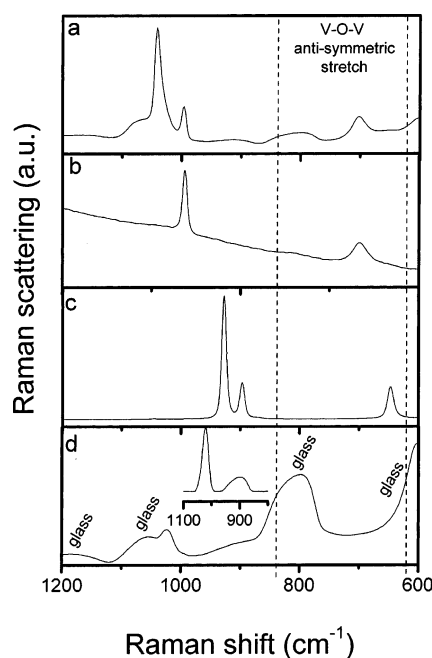 a
V-O-V
anti-symmetric
stretch
b
c
d
glass
glass
glass
glass
1100
900
1200
1000
800
600
Raman scattering (a.u.)
Raman shift (cm⁻¹)